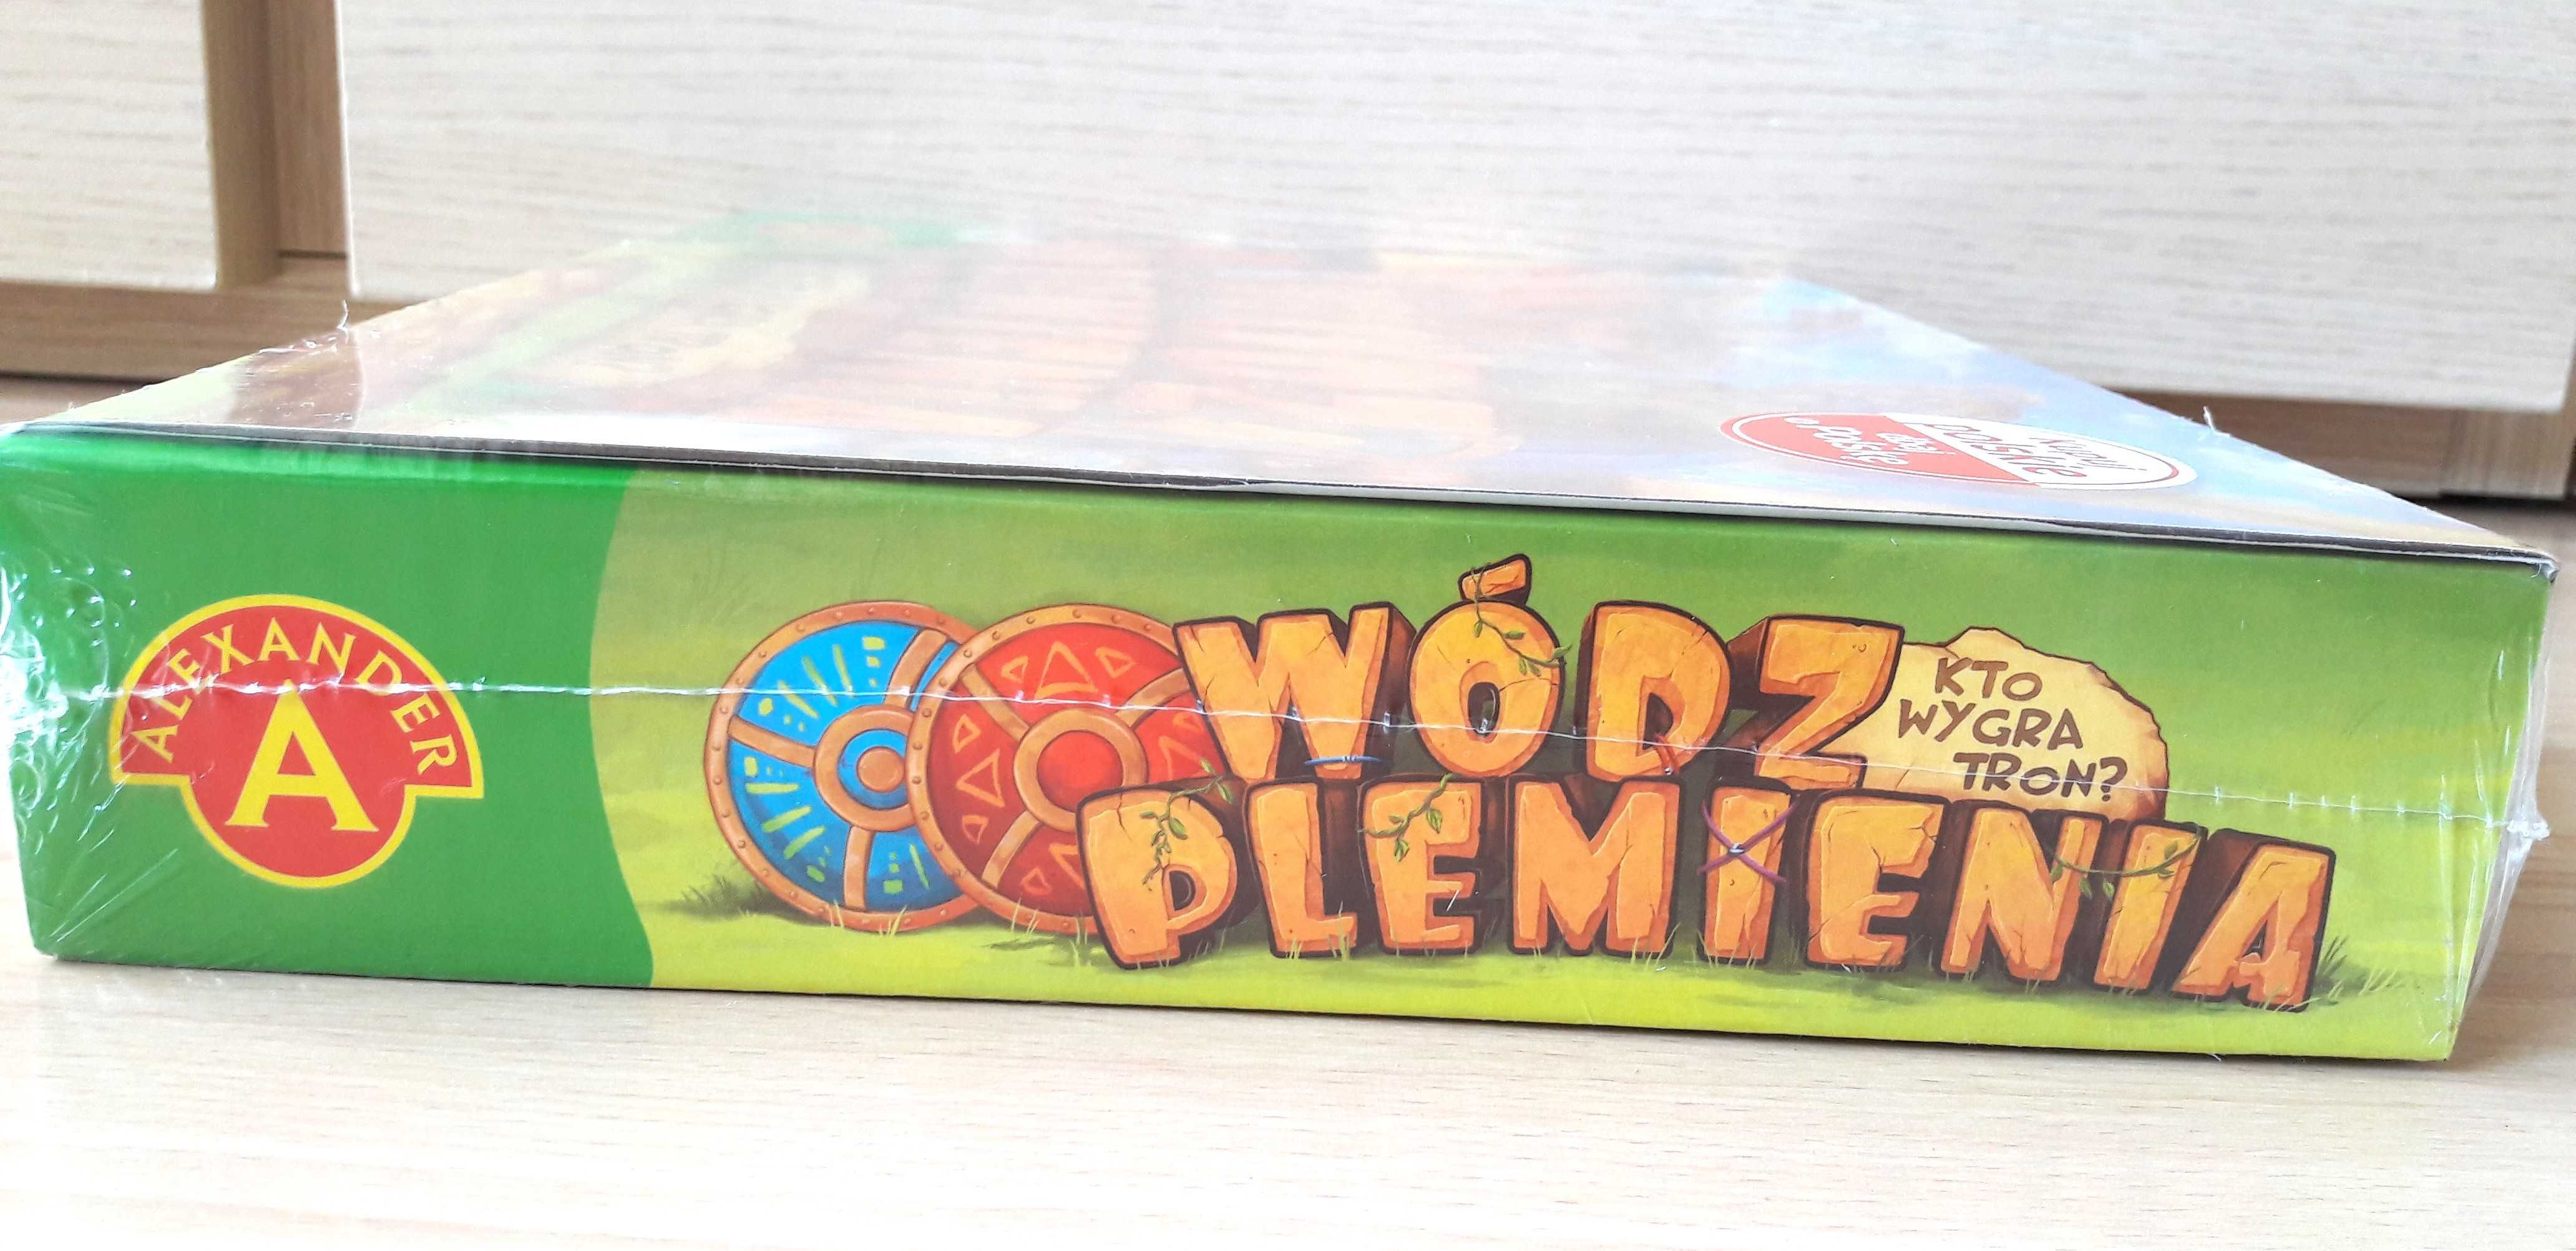 ALEXANDER
A
WÓDZ
PLEMIENIA
KTO
WYGRA
TRON?